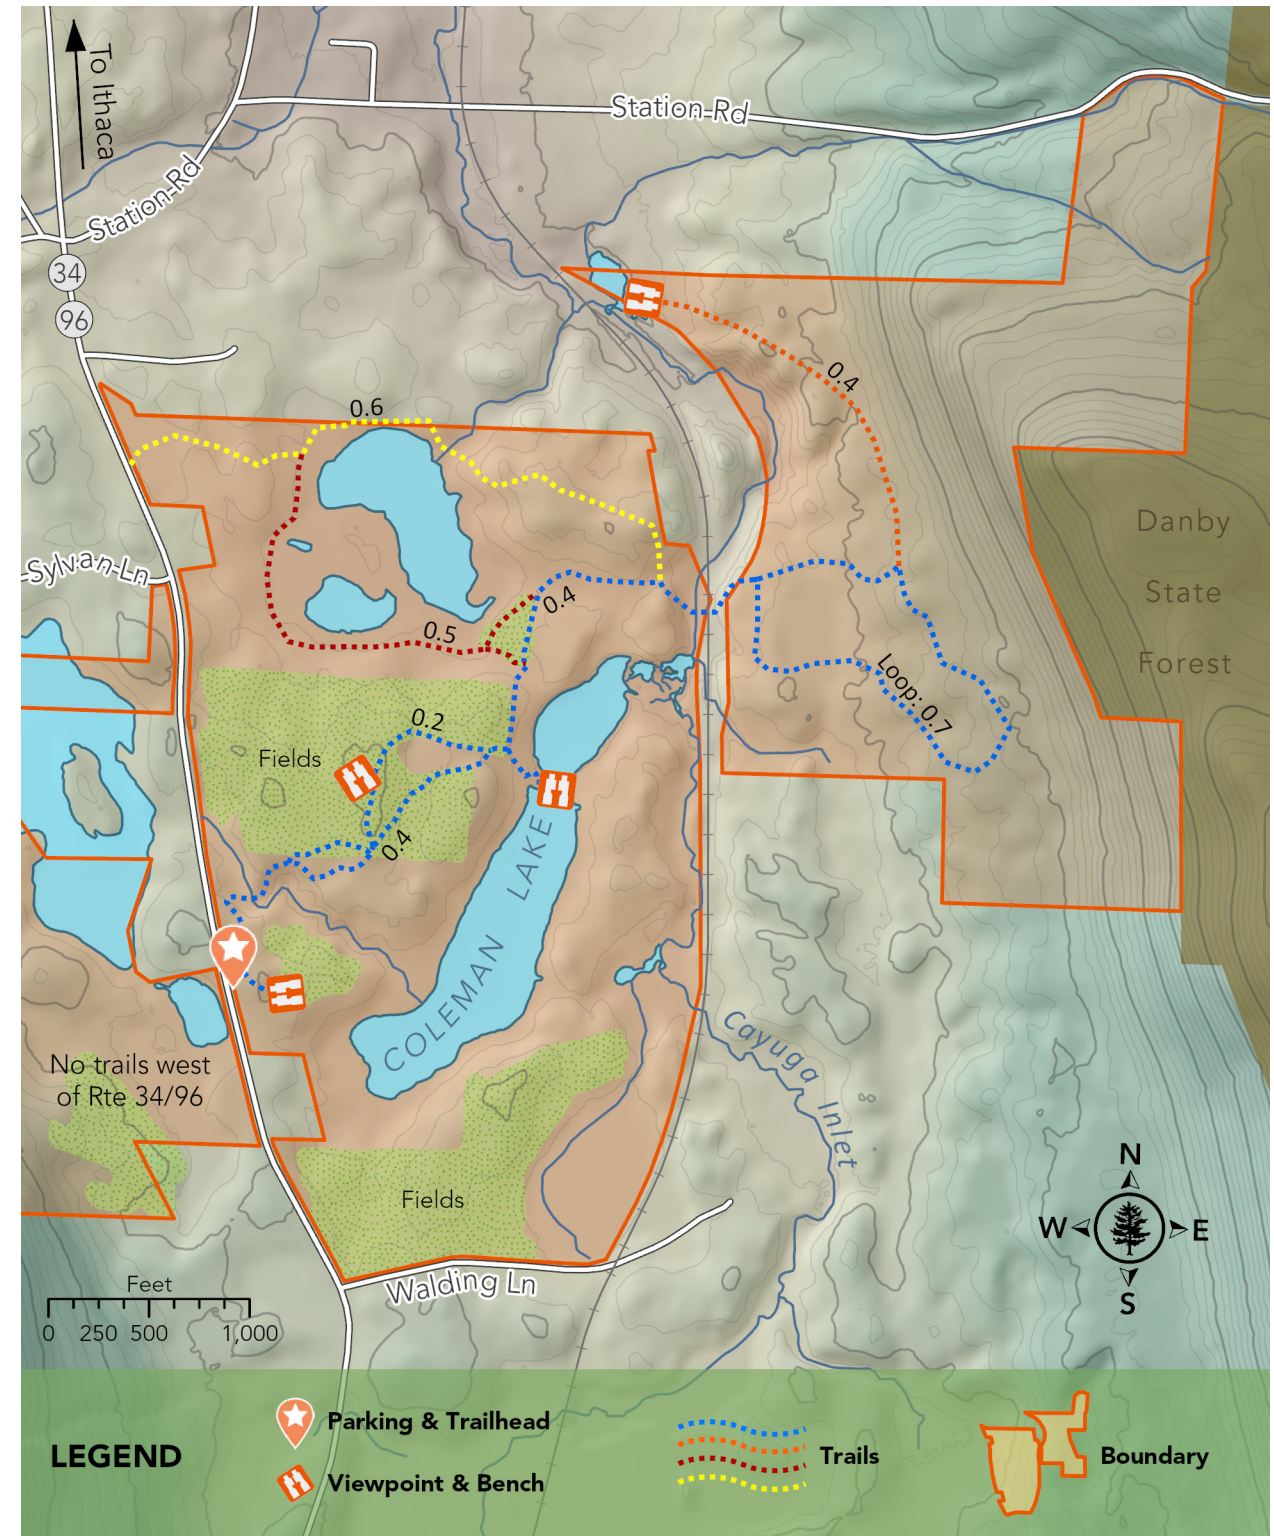 To Ithaca
Station Rd
Station-Rd
34
96
0.6
0.4
Sylvan-Ln
Danby
State
Forest
0.4
0.5
Loop: 0.7
0.2
Fields
0.4
COLEMAN LAKE
Cayuga Inlet
No trails west
of Rte 34/96
Fields
Walding Ln
N
W E
S
Feet
0 250 500 1,000
LEGEND
Parking & Trailhead
Viewpoint & Bench
Trails
Boundary